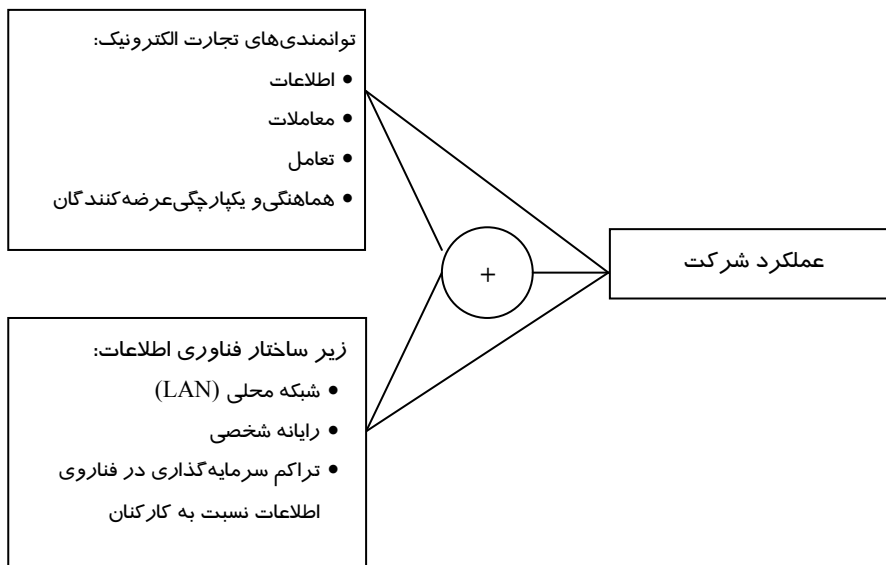 توانمندی‌های تجارت الکترونیک:
• اطلاعات
• معاملات
• تعامل
• هماهنگی و یکپارچگی عرضه کنندگان
+
عملکرد شرکت
زیر ساختار فناوری اطلاعات:
• شبکه محلی (LAN)
• رایانه شخصی
• تراکم سرمایه‌گذاری در فناروی
اطلاعات نسبت به کارکنان